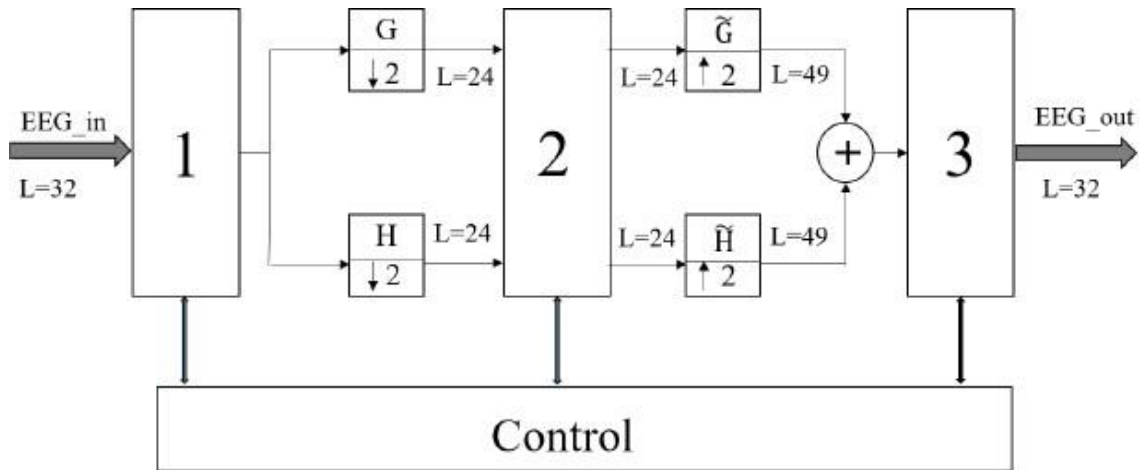 G
↓ 2
L=24
G̃
↑ 2
L=24
L=49
EEG_in
L=32
1
2
+
3
EEG_out
L=32
H
↓ 2
L=24
L=24
H̃
↑ 2
L=49
Control